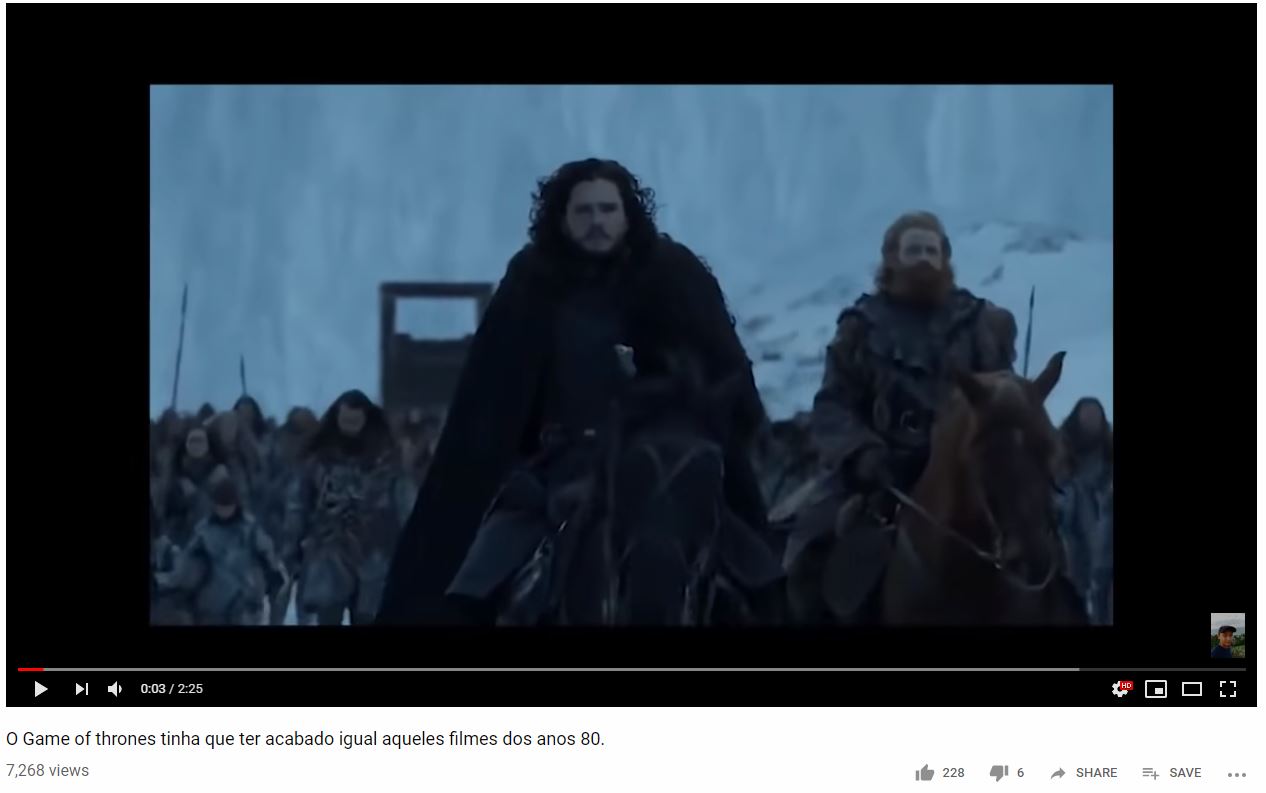 0:03 / 2:25
HD
O Game of thrones tinha que ter acabado igual aqueles filmes dos anos 80.
7,268 views
228
6
SHARE
SAVE